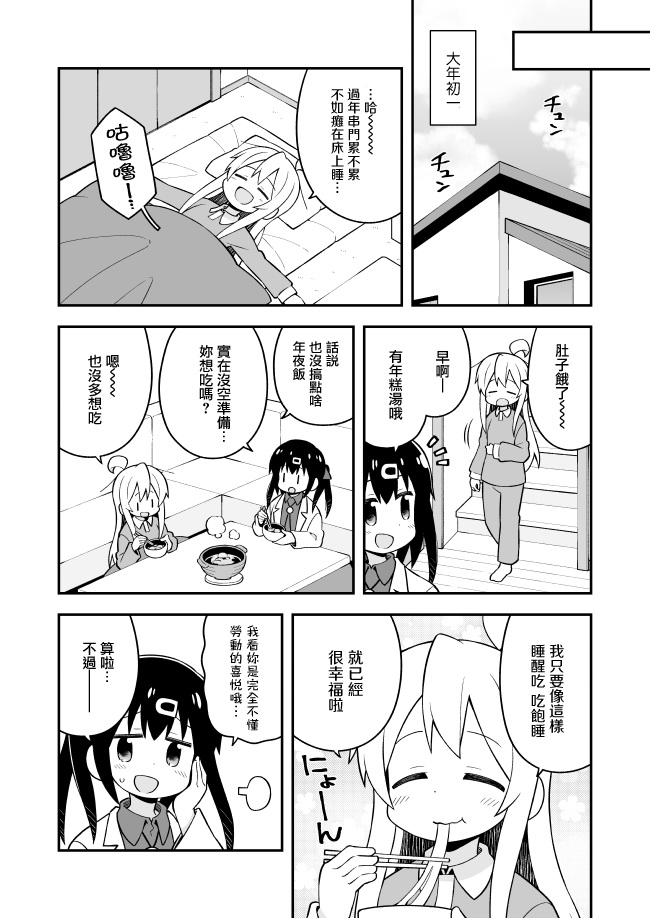 大年初一
チュン
チュン
…哈~~~~
過年串門累不累
不如癱在床上睡…
咕嚕嚕—…
肚子餓了~~~
早啊—
有年糕湯哦
話說
也沒搞點啥
年夜飯
實在沒空準備…
妳想吃嗎？
嗯~~~
也沒多想吃
我只要像這樣
睡醒吃 吃飽睡
就已經
很幸福啦
にょーん
我看妳是完全不懂
勞動的喜悅哦…
算啦…
不過——